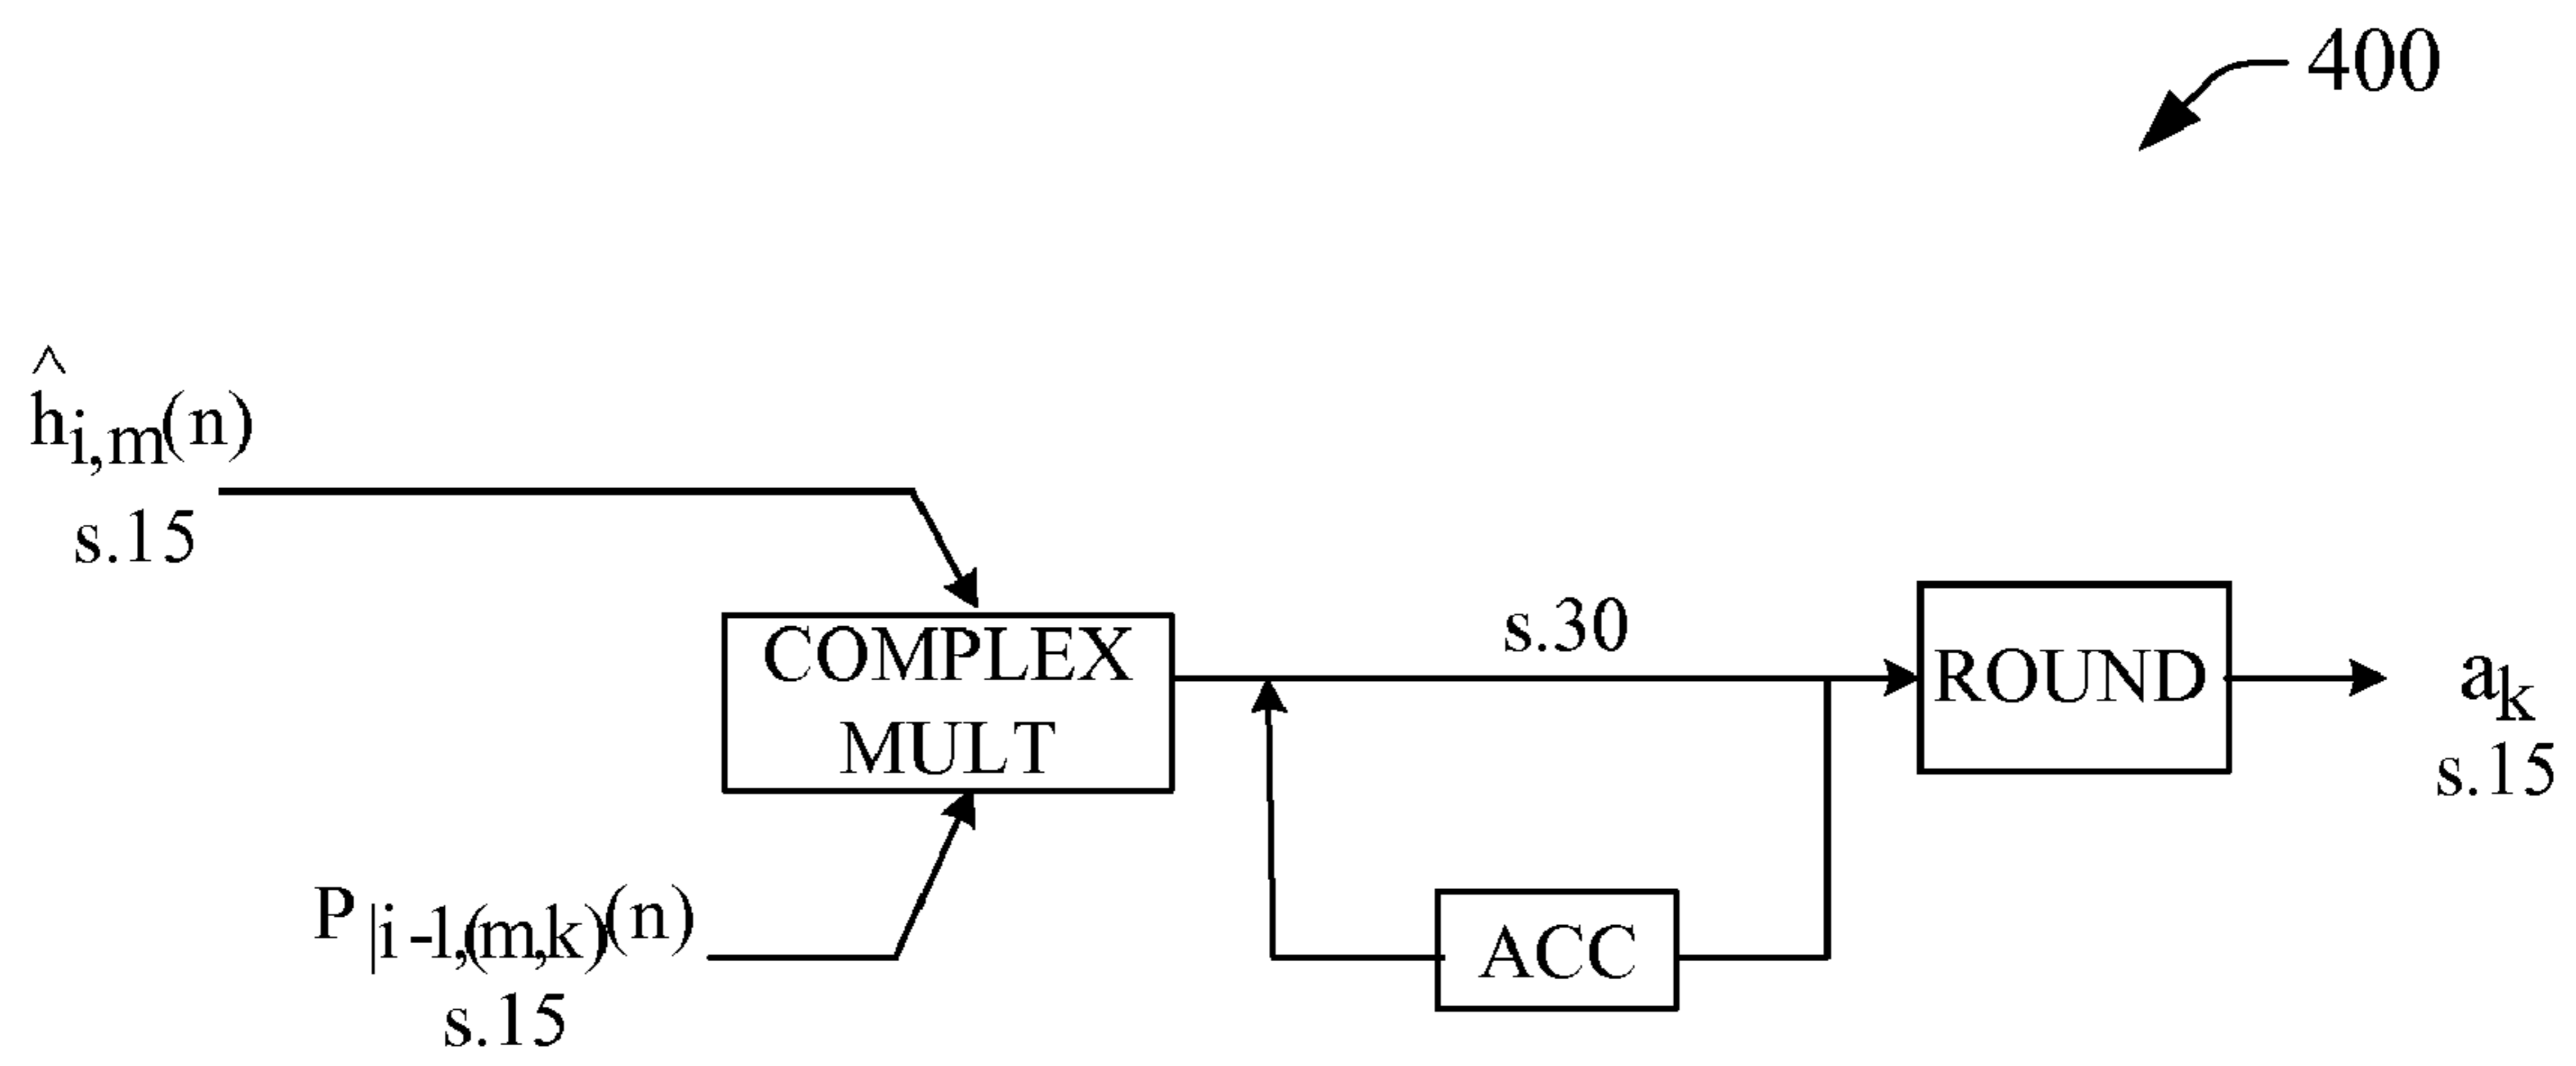 400
ĥi,m(n)
s.15
COMPLEX
MULT
s.30
ROUND
ak
s.15
P|i-1,(m,k)(n)
s.15
ACC